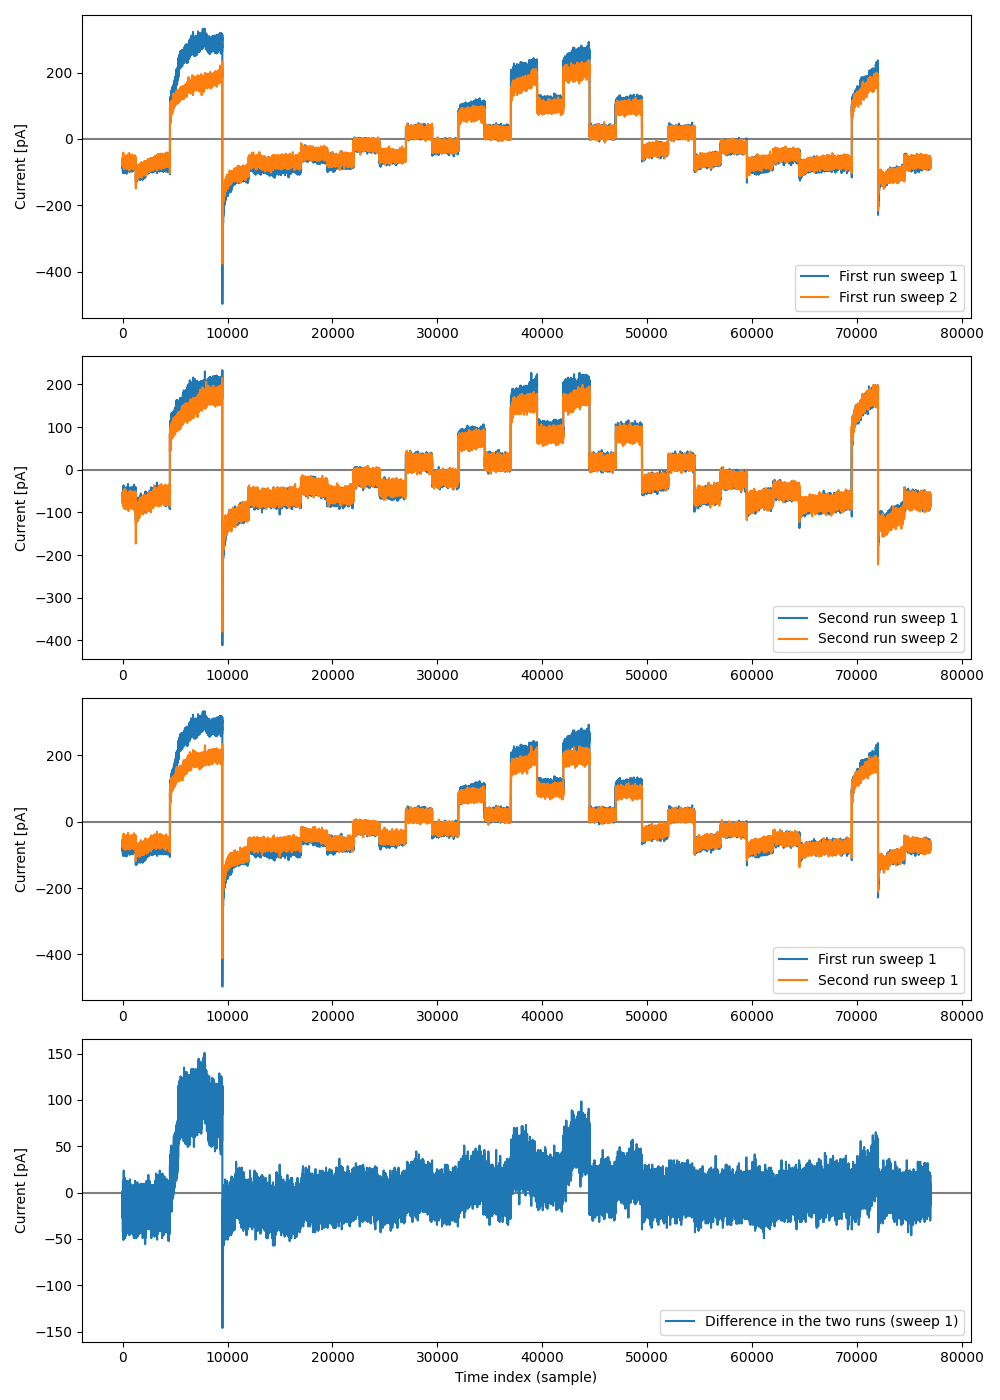 200
0
−200
−400
Current [pA]
First run sweep 1
First run sweep 2
0 10000 20000 30000 40000 50000 60000 70000 80000
200
100
0
−100
−200
−300
−400
Current [pA]
Second run sweep 1
Second run sweep 2
0 10000 20000 30000 40000 50000 60000 70000 80000
200
0
−200
−400
Current [pA]
First run sweep 1
Second run sweep 1
0 10000 20000 30000 40000 50000 60000 70000 80000
150
100
50
0
−50
−100
−150
Current [pA]
Difference in the two runs (sweep 1)
0 10000 20000 30000 40000 50000 60000 70000 80000
Time index (sample)